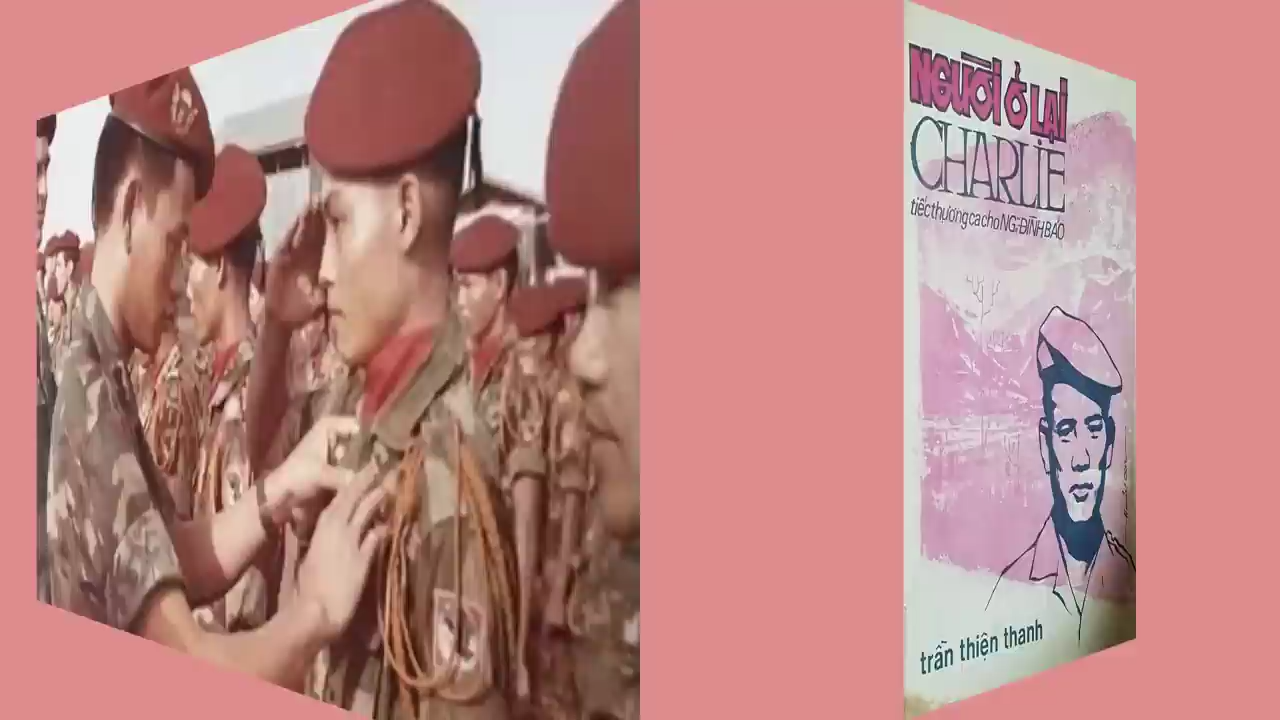 NGƯỜI Ở LẠI
CHARLIE
tiếc thương ca cho NG-ĐÌNH BẢO
trần thiện thanh